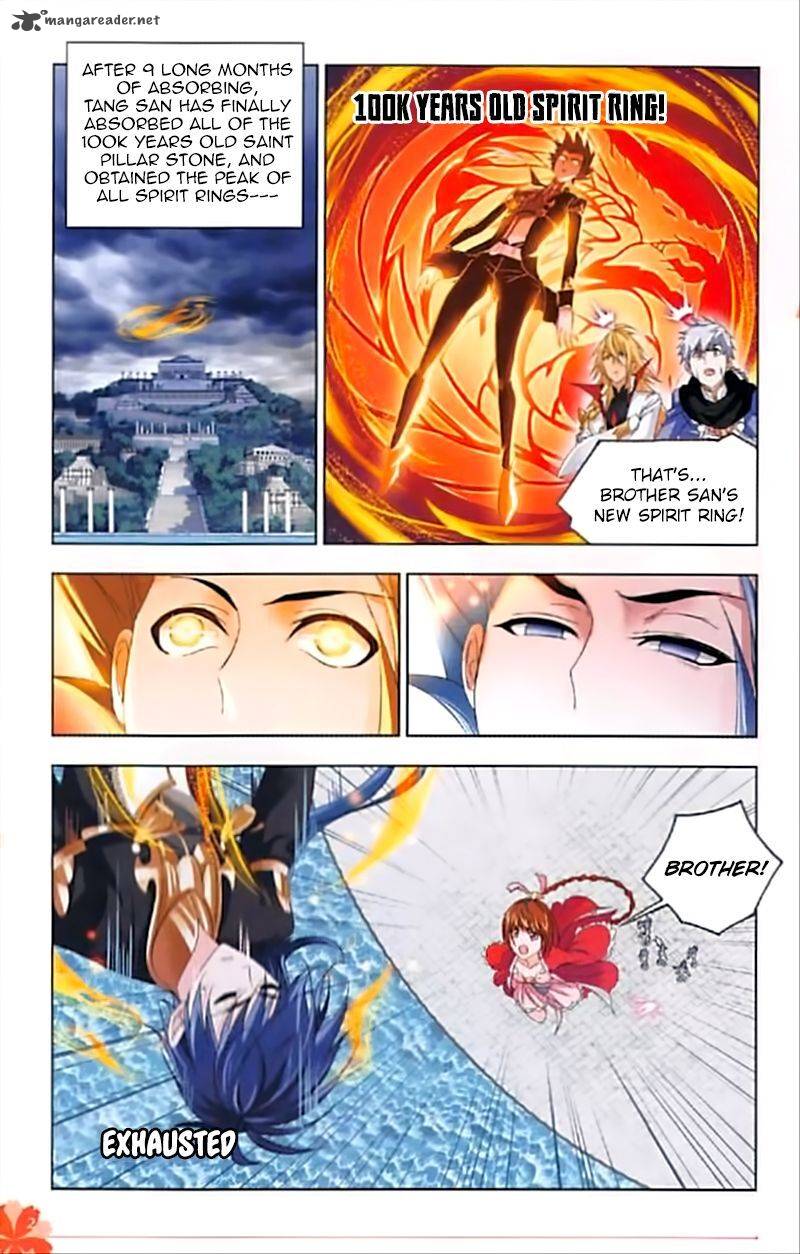 mangareader.net
AFTER 9 LONG MONTHS
OF ABSORBING,
TANG SAN HAS FINALLY
ABSORBED ALL OF THE
100K YEARS OLD SAINT
PILLAR STONE, AND
OBTAINED THE PEAK OF
ALL SPIRIT RINGS---
100K YEARS OLD SPIRIT RING!
THAT'S...
BROTHER SAN'S
NEW SPIRIT RING!
BROTHER!
EXHAUSTED
2